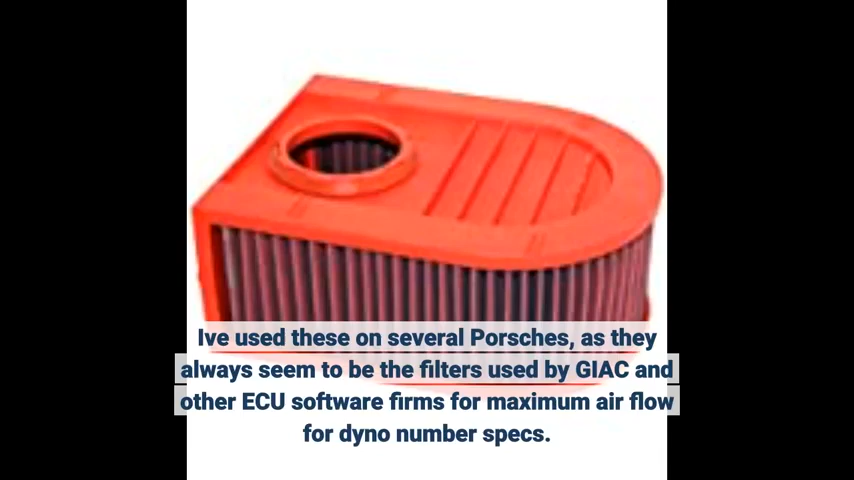 Ive used these on several Porsches, as they
always seem to be the filters used by GIAC and
other ECU software firms for maximum air flow
for dyno number specs.